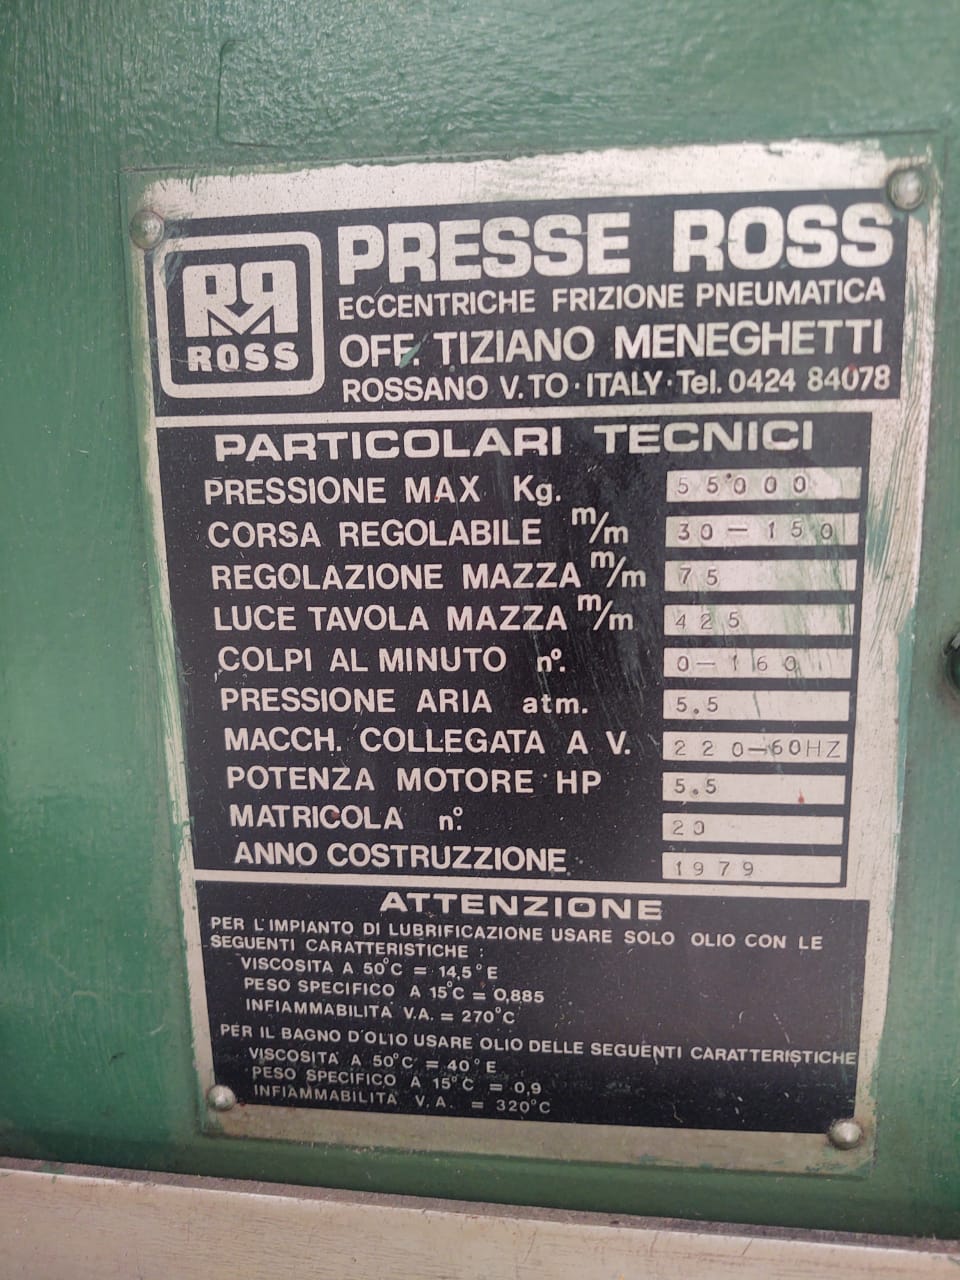 ROSS
PRESSE ROSS
ECCENTRICHE FRIZIONE PNEUMATICA
OFF. TIZIANO MENEGHETTI
ROSSANO V.TO · ITALY · Tel. 0424 84078
PARTICOLARI TECNICI
PRESSIONE MAX Kg. 55000
CORSA REGOLABILE m/m 30-150
REGOLAZIONE MAZZA m/m 75
LUCE TAVOLA MAZZA m/m 425
COLPI AL MINUTO nº. 0-160
PRESSIONE ARIA atm. 5.5
MACCH. COLLEGATA A V. 220-60HZ
POTENZA MOTORE HP 5.5
MATRICOLA nº. 20
ANNO COSTRUZZIONE 1979
ATTENZIONE
PER L'IMPIANTO DI LUBRIFICAZIONE USARE SOLO OLIO CON LE
SEGUENTI CARATTERISTICHE :
VISCOSITA A 50°C = 14,5°E
PESO SPECIFICO A 15°C = 0,885
INFIAMMABILITA V.A. = 270°C
PER IL BAGNO D'OLIO USARE OLIO DELLE SEGUENTI CARATTERISTICHE
VISCOSITA A 50°C = 40°E
PESO SPECIFICO A 15°C = 0,9
INFIAMMABILITA V.A. = 320°C